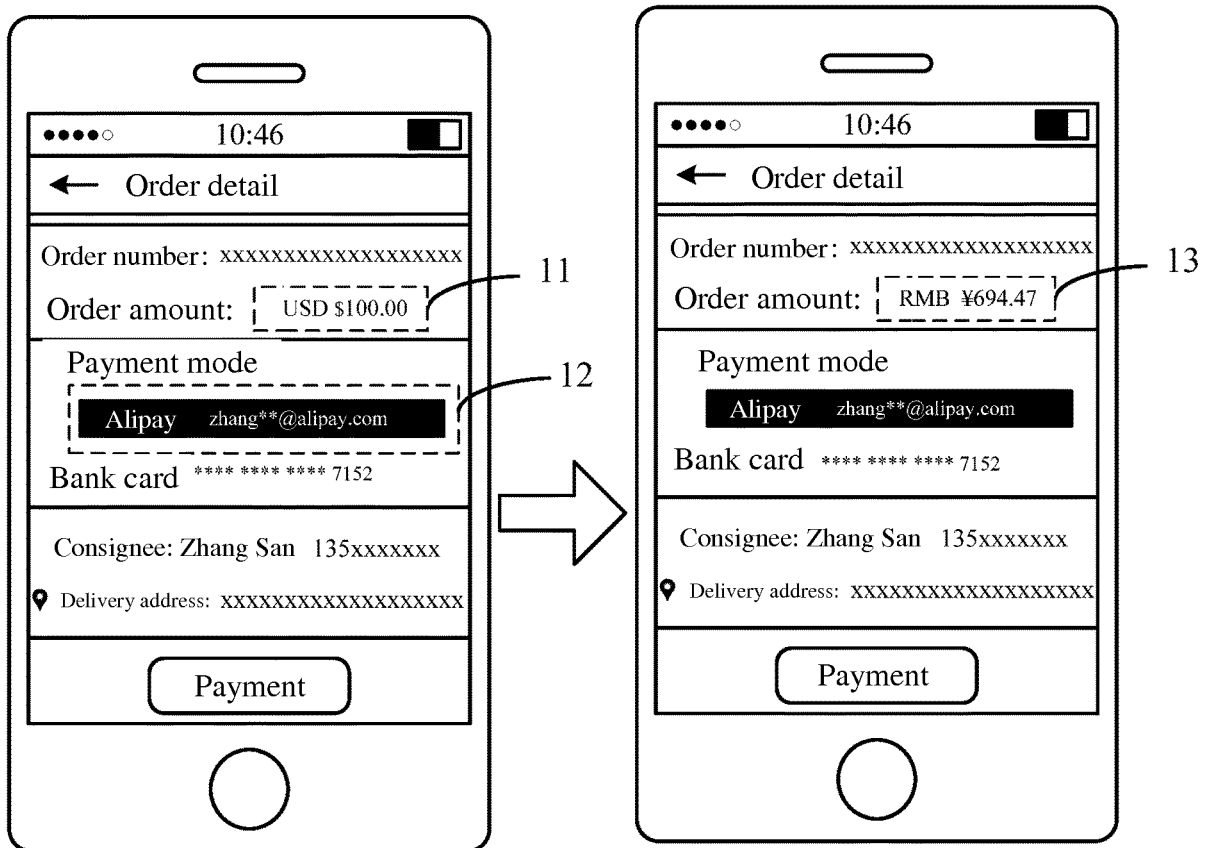 10:46
Order detail
Order number: xxxxxxxxxxxxxxxxxxx
11
Order amount: USD $100.00
Payment mode
12
Alipay zhang**@alipay.com
Bank card **** **** **** 7152
Consignee: Zhang San 135xxxxxxx
Delivery address: xxxxxxxxxxxxxxxxxxx
Payment
10:46
Order detail
Order number: xxxxxxxxxxxxxxxxxxx
13
Order amount: RMB ¥694.47
Payment mode
Alipay zhang**@alipay.com
Bank card **** **** **** 7152
Consignee: Zhang San 135xxxxxxx
Delivery address: xxxxxxxxxxxxxxxxxxx
Payment